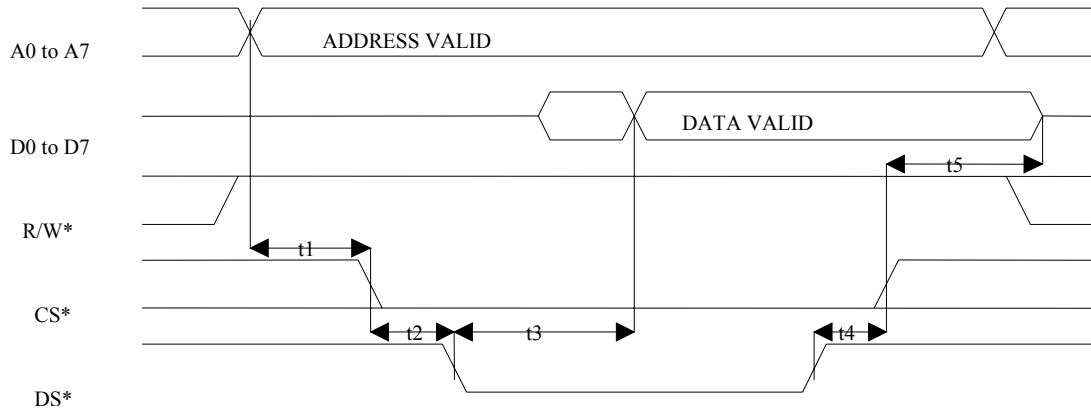 ADDRESS VALID
A0 to A7
DATA VALID
D0 to D7
t5
R/W*
t1
CS*
t2
t3
t4
DS*